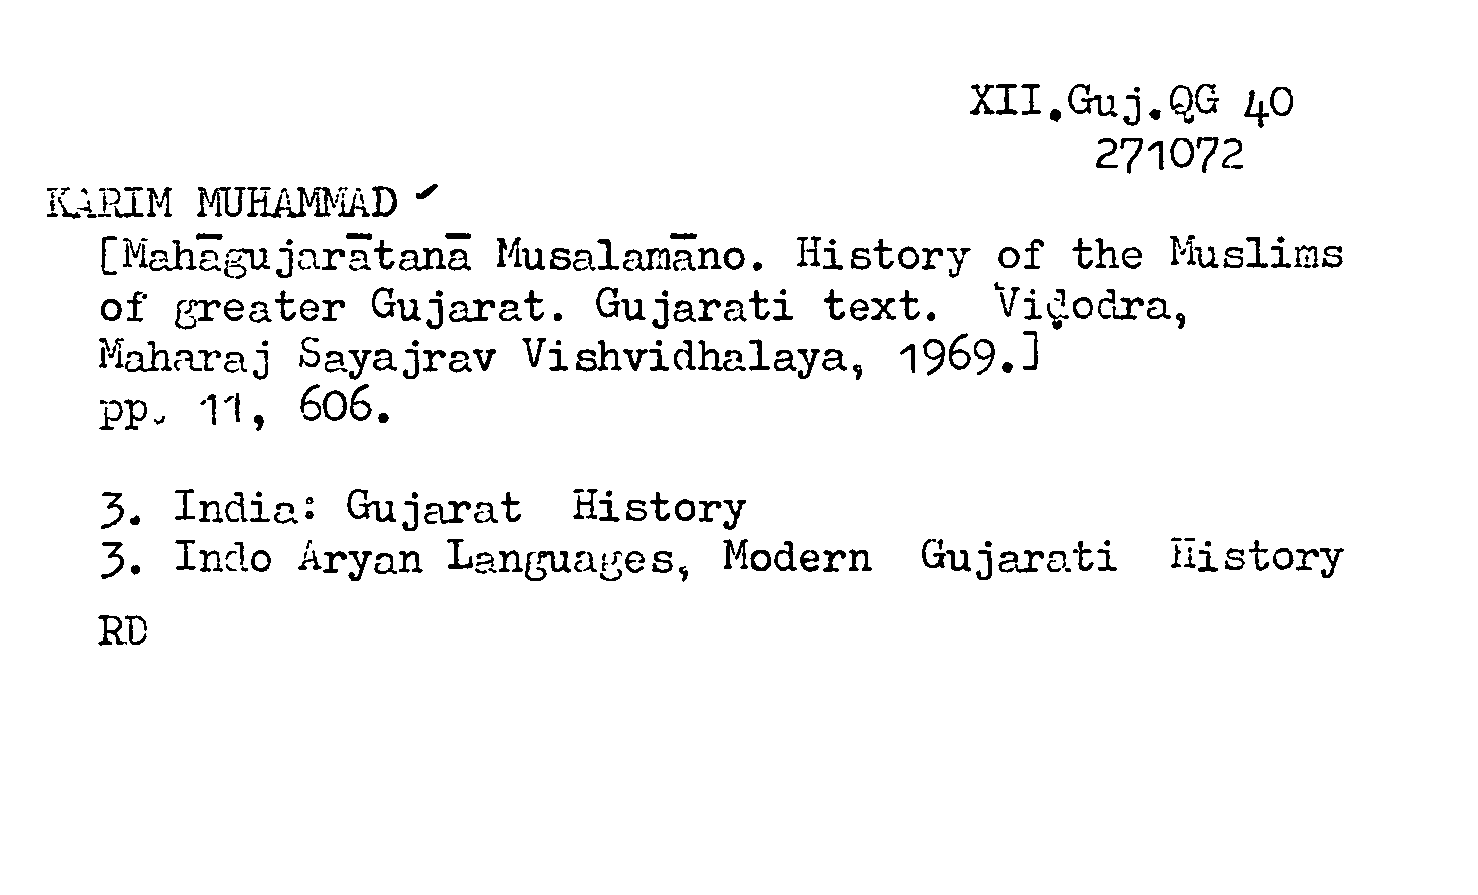 XII.Guj.QG 40
271072
KARIM MUHAMMAD
[Mahāgujarātanā Musalamāno. History of the Muslims
of greater Gujarat. Gujarati text. Viḍodra,
Maharaj Sayajrav Vishvidhalaya, 1969.]
pp. 11, 606.
3. India: Gujarat History
3. Indo Aryan Languages, Modern Gujarati History
RD